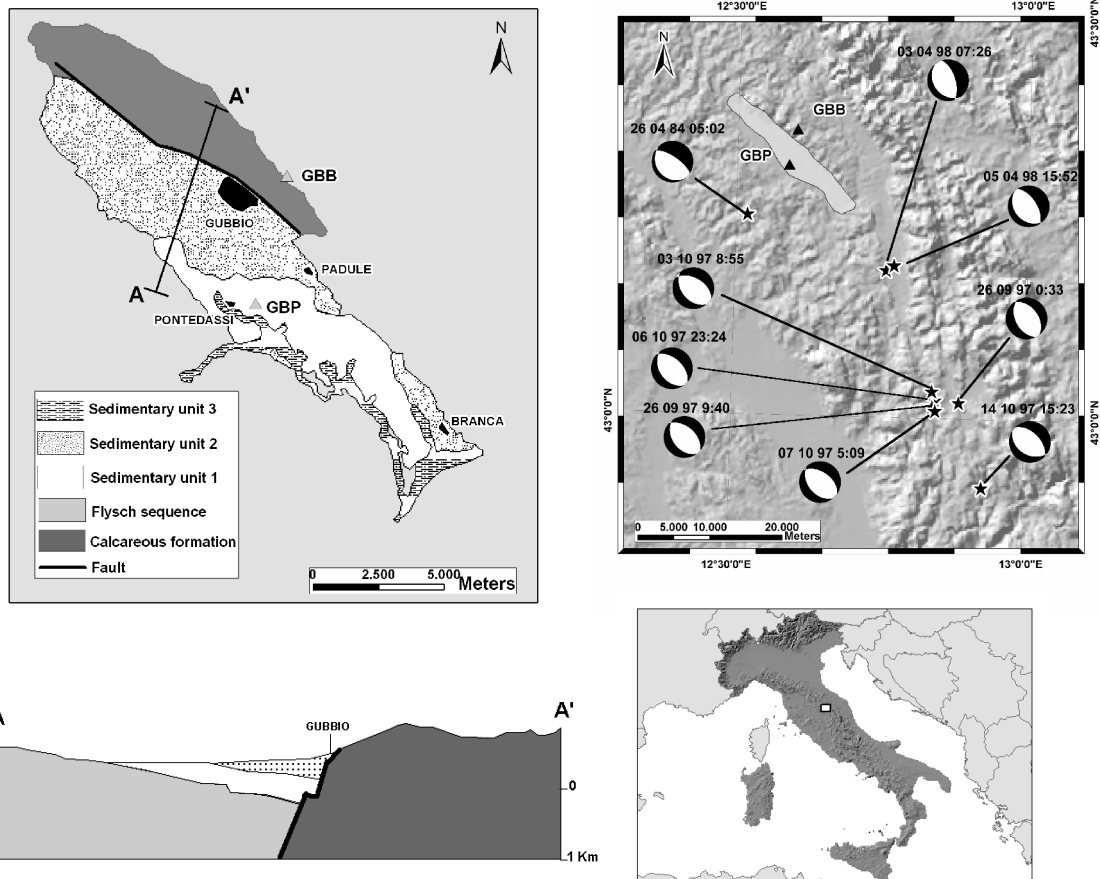 N
A'
GBB
GUBBIO
PADULE
A
GBP
PONTEDASSI
BRANCA
Sedimentary unit 3
Sedimentary unit 2
Sedimentary unit 1
Flysch sequence
Calcareous formation
Fault
0 2.500 5.000 Meters
12°30'0"E 13°0'0"E
43°30'0"N
N
03 04 98 07:26
GBB
26 04 84 05:02
GBP
05 04 98 15:52
03 10 97 8:55
26 09 97 0:33
06 10 97 23:24
26 09 97 9:40
14 10 97 15:23
07 10 97 5:09
43°0'0"N
43°0'0"N
0 5.000 10.000 20.000
Meters
12°30'0"E 13°0'0"E
A
A'
GUBBIO
0
1 Km